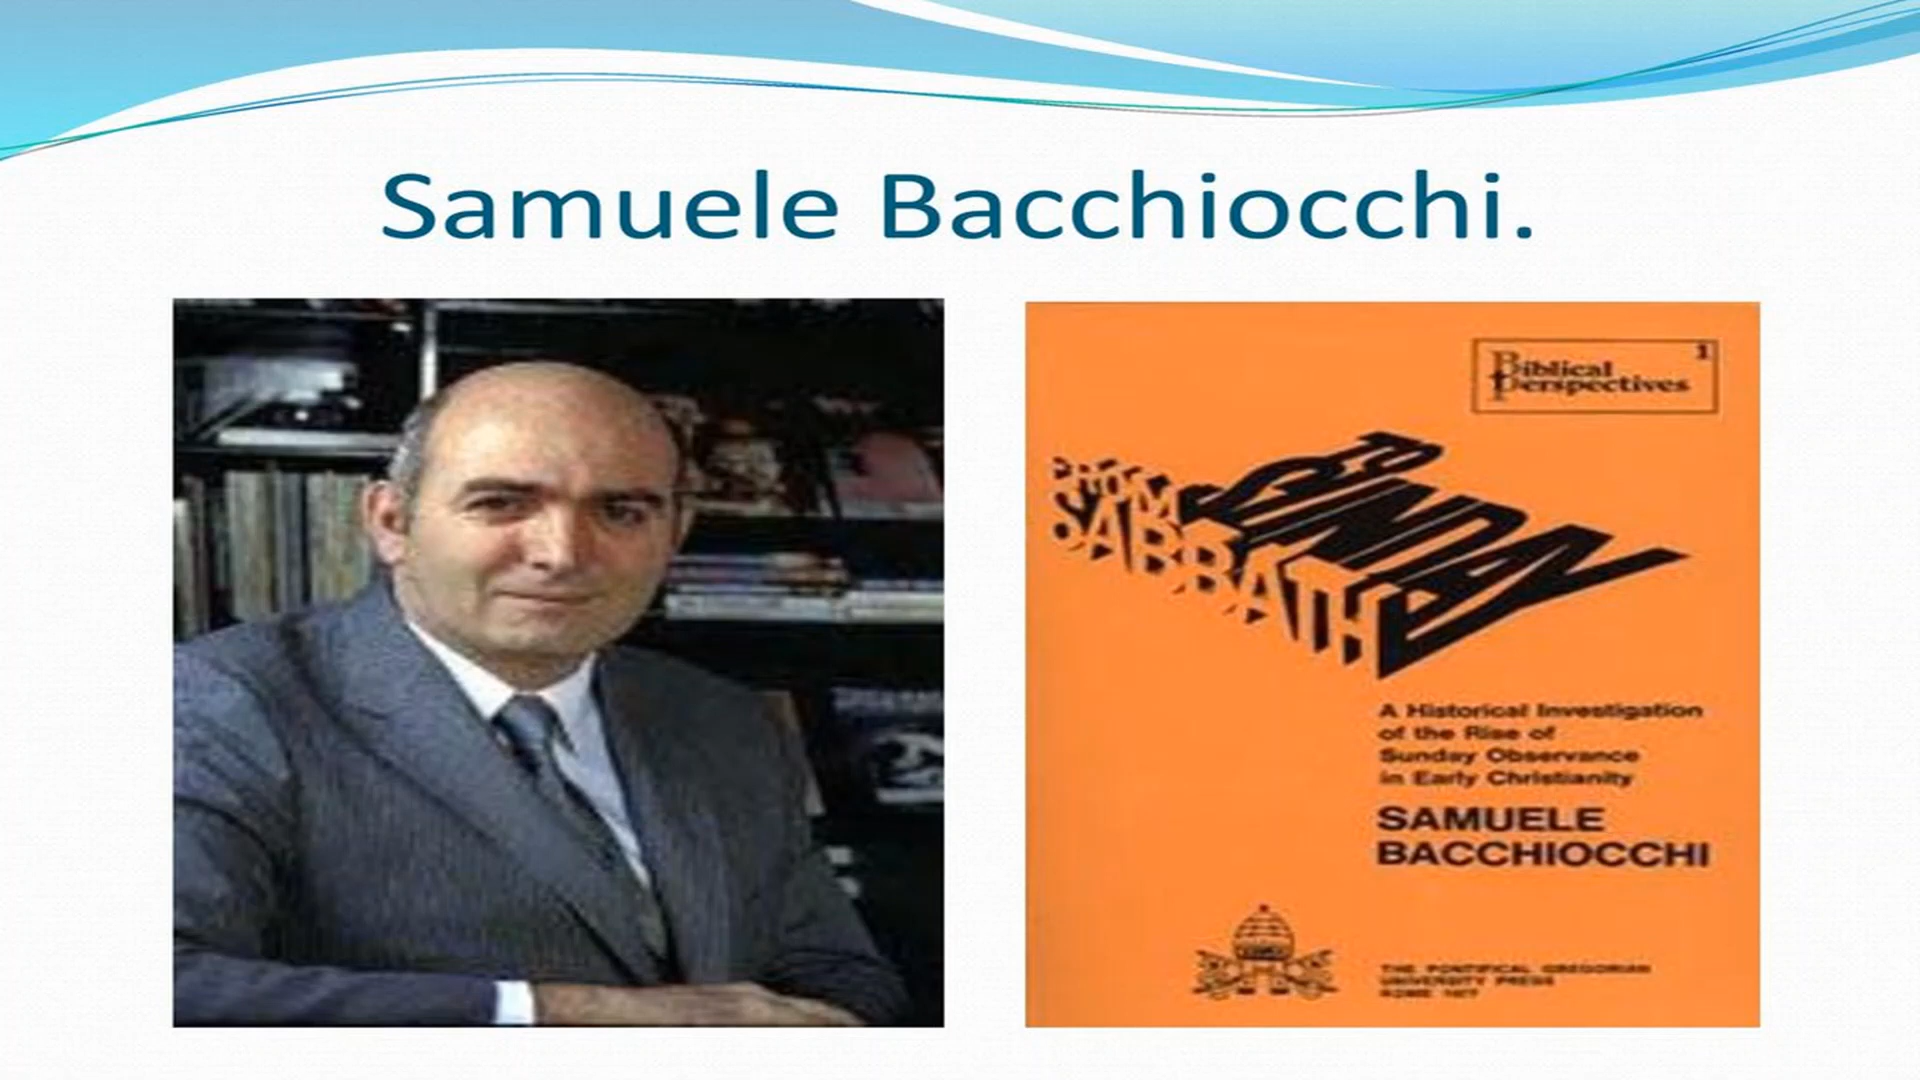 Samuele Bacchiocchi.
1
Biblical
Perspectives
FROM
SABBATH
TO
SUNDAY
A Historical Investigation
of the Rise of
Sunday Observance
in Early Christianity
SAMUELE
BACCHIOCCHI
THE PONTIFICAL GREGORIAN
UNIVERSITY PRESS
ROME 1977